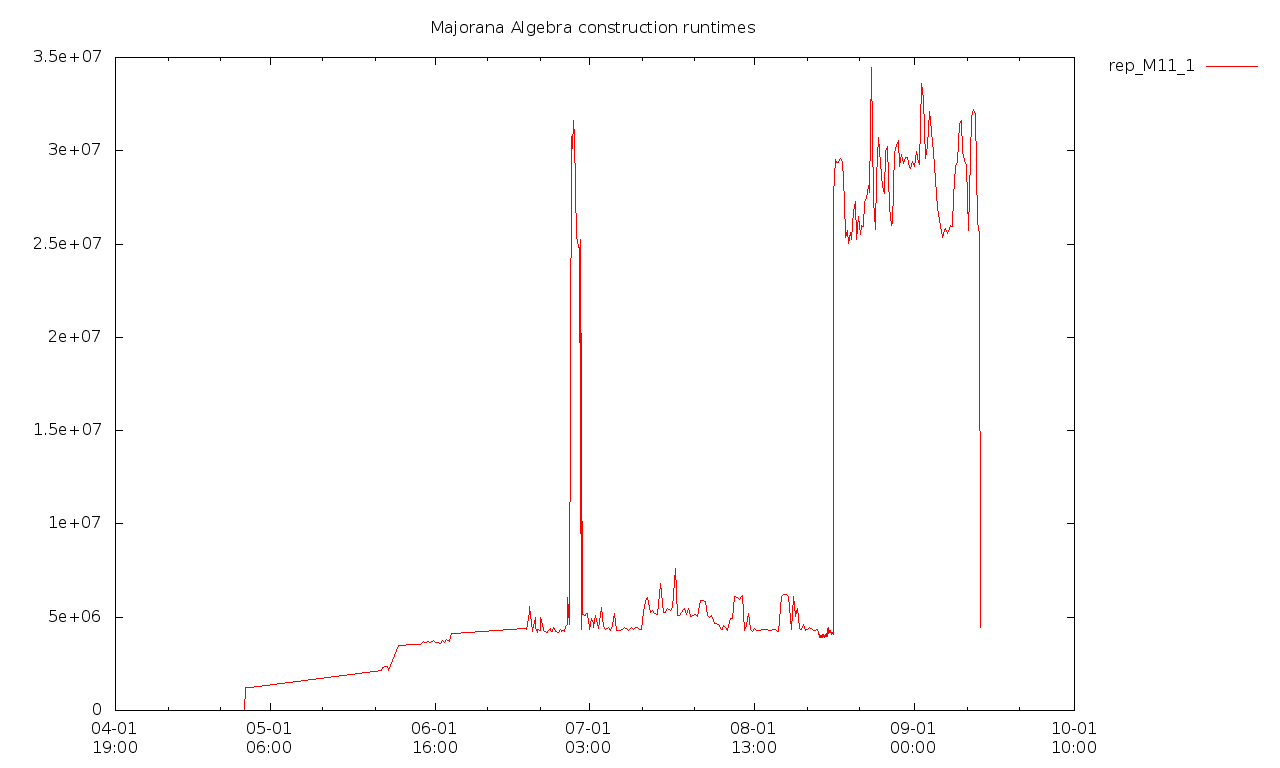 Majorana Algebra construction runtimes
rep_M11_1
3.5e+07
3e+07
2.5e+07
2e+07
1.5e+07
1e+07
5e+06
0
04-01 05-01 06-01 07-01 08-01 09-01 10-01
19:00 06:00 16:00 03:00 13:00 00:00 10:00